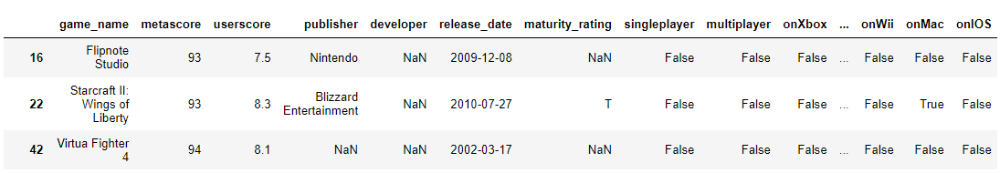 game_name metascore userscore publisher developer release_date maturity_rating singleplayer multiplayer onXbox ... onWii onMac onIOS
16 Flipnote Studio 93 7.5 Nintendo NaN 2009-12-08 NaN False False False ... False False False
22 Starcraft II: Wings of Liberty 93 8.3 Blizzard Entertainment NaN 2010-07-27 T False False False ... False True False
42 Virtua Fighter 4 94 8.1 NaN NaN 2002-03-17 NaN False False False ... False False False